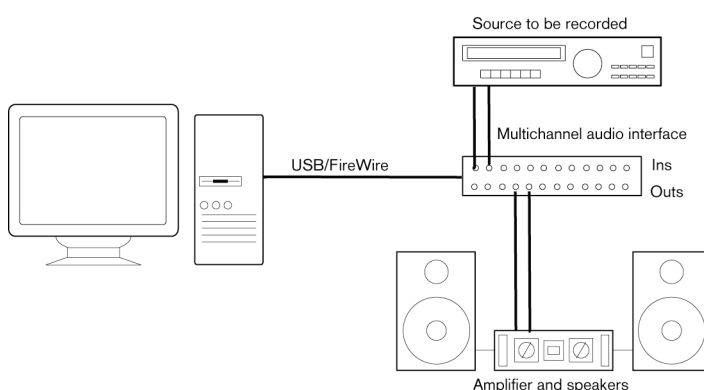 Source to be recorded
Multichannel audio interface
USB/FireWire
Ins
Outs
Amplifier and speakers